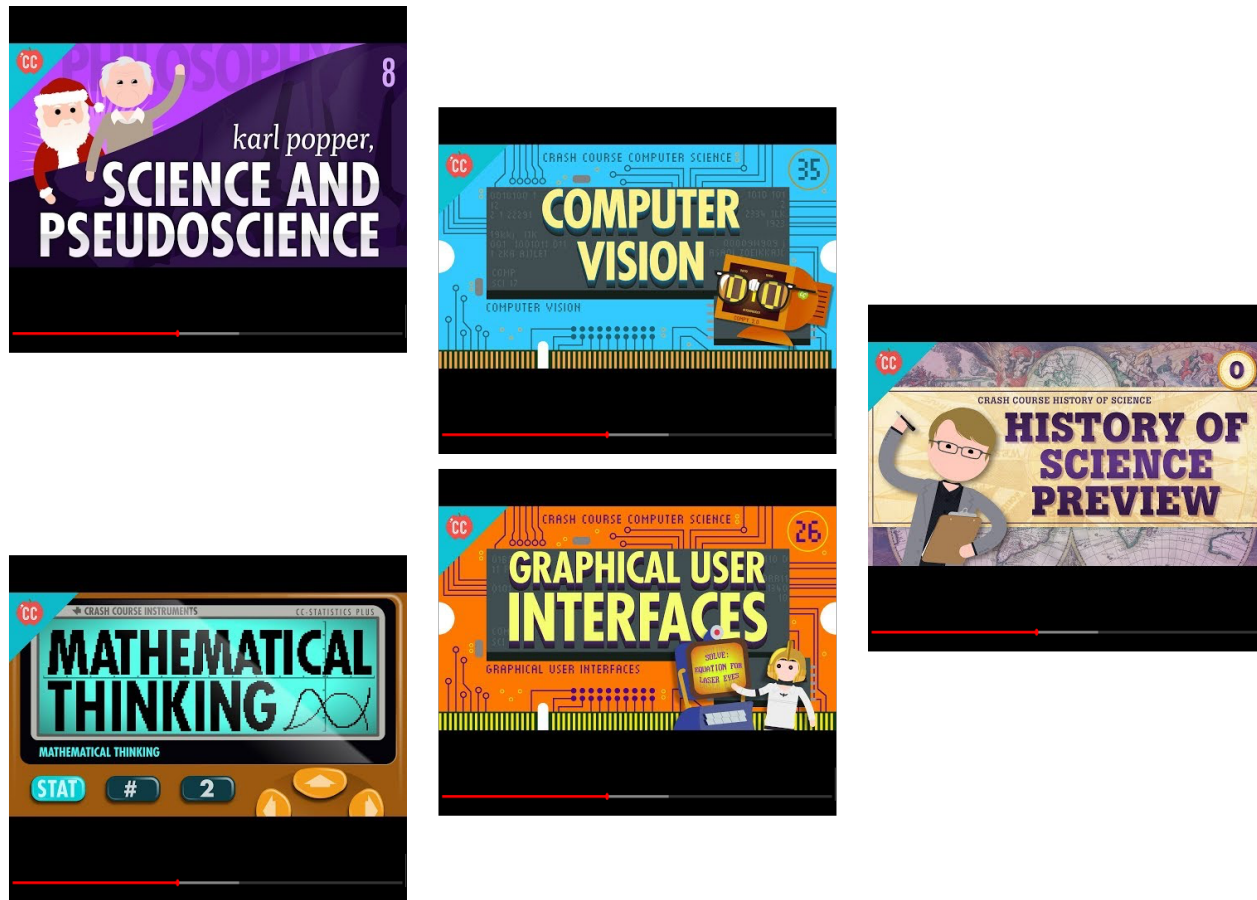 CC
PHILOSOPHY
8
karl popper,
SCIENCE AND
PSEUDOSCIENCE
CC
CRASH COURSE COMPUTER SCIENCE
35
COMPUTER
VISION
COMPUTER VISION
CC
0
CRASH COURSE HISTORY OF SCIENCE
HISTORY OF
SCIENCE
PREVIEW
CC
CRASH COURSE INSTRUMENTS
CC-STATISTICS PLUS
MATHEMATICAL
THINKING
MATHEMATICAL THINKING
STAT
#
2
CC
CRASH COURSE COMPUTER SCIENCE
26
GRAPHICAL USER
INTERFACES
GRAPHICAL USER INTERFACES
SOLVE:
EQUATION FOR
LASER EYES